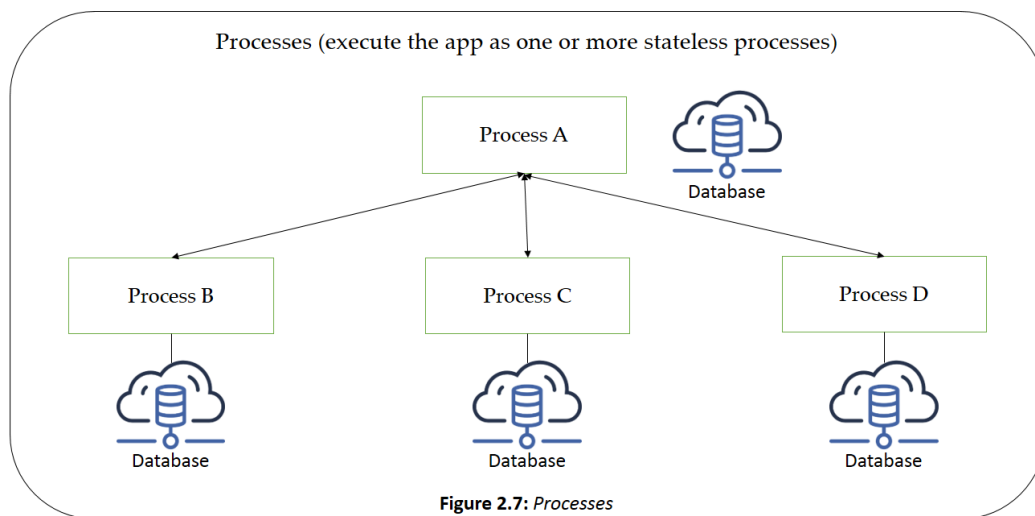 Processes (execute the app as one or more stateless processes)
Process A
Database
Process B
Process C
Process D
Database
Database
Database
Figure 2.7: Processes